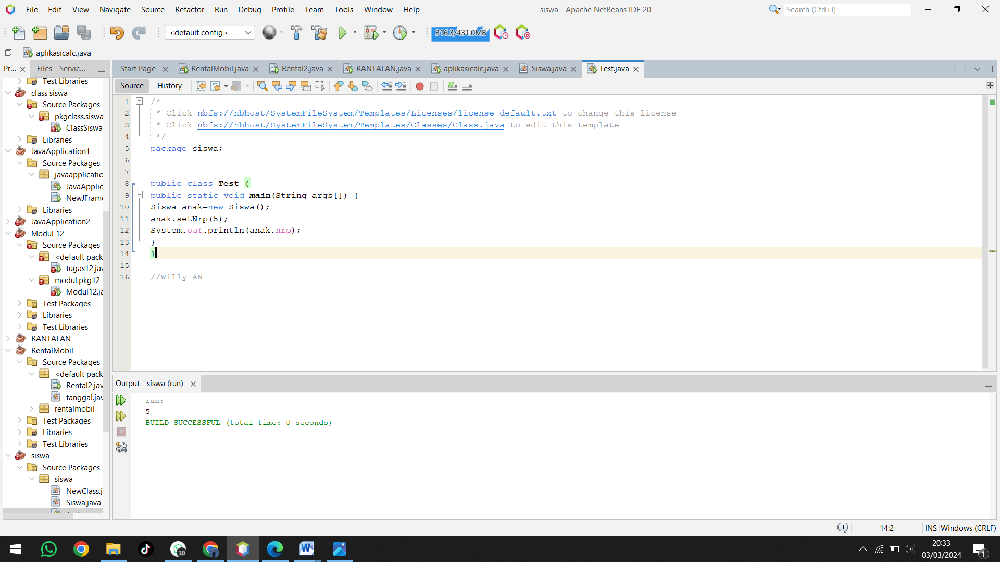 File Edit View Navigate Source Refactor Run Debug Profile Team Tools Window Help
siswa - Apache NetBeans IDE 20
Search (Ctrl+I)
<default config>
316.3/431.0MB
aplikasicalc.java
Pr... Files Servic...
Start Page RentalMobil.java Rental2.java RANTALAN.java aplikasicalc.java Siswa.java Test.java
Source History
Test Libraries
class siswa
Source Packages
pkgclass.siswa
ClassSiswa
Libraries
JavaApplication1
Source Packages
javaapplicatio
JavaApplic
NewJFrame
Libraries
JavaApplication2
Modul 12
Source Packages
<default pack
tugas12.jav
modul.pkg12
Modul12.ja
Test Packages
Libraries
Test Libraries
RANTALAN
RentalMobil
Source Packages
<default pack
Rental2.jav
tanggal.jav
rentalmobil
Test Packages
Libraries
Test Libraries
siswa
Source Packages
siswa
NewClass.j
Siswa.java
1 /*
2 * Click nbfs://nbhost/SystemFileSystem/Templates/Licenses/license-default.txt to change this license
3 * Click nbfs://nbhost/SystemFileSystem/Templates/Classes/Class.java to edit this template
4 */
5 package siswa;
6
7
8 public class Test {
9 public static void main(String args[]) {
10 Siswa anak=new Siswa();
11 anak.setNrp(5);
12 System.out.println(anak.nrp);
13 }
14 }
15
16 //Willy AN
Output - siswa (run)
run:
5
BUILD SUCCESSFUL (total time: 0 seconds)
1 14:2 INS Windows (CRLF)
30
20:33
03/03/2024
1